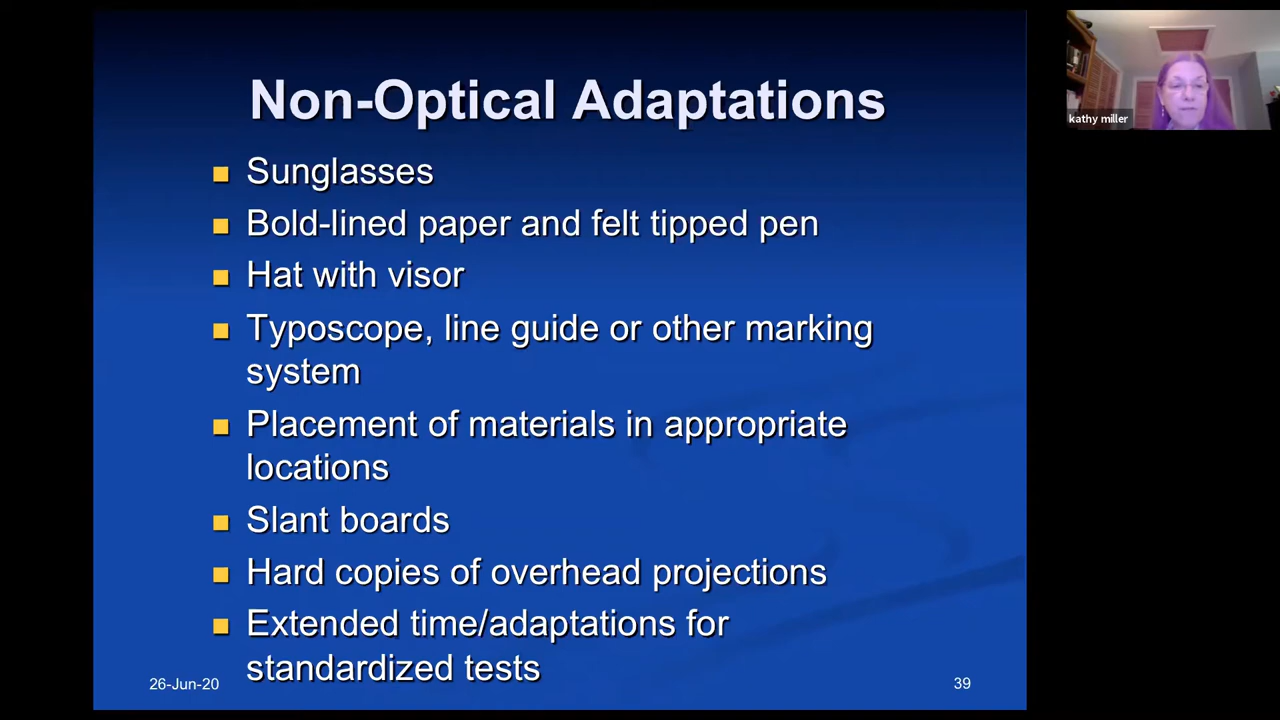 Non-Optical Adaptations
Sunglasses
Bold-lined paper and felt tipped pen
Hat with visor
Typoscope, line guide or other marking
system
Placement of materials in appropriate
locations
Slant boards
Hard copies of overhead projections
Extended time/adaptations for
standardized tests
26-Jun-20
39
kathy miller